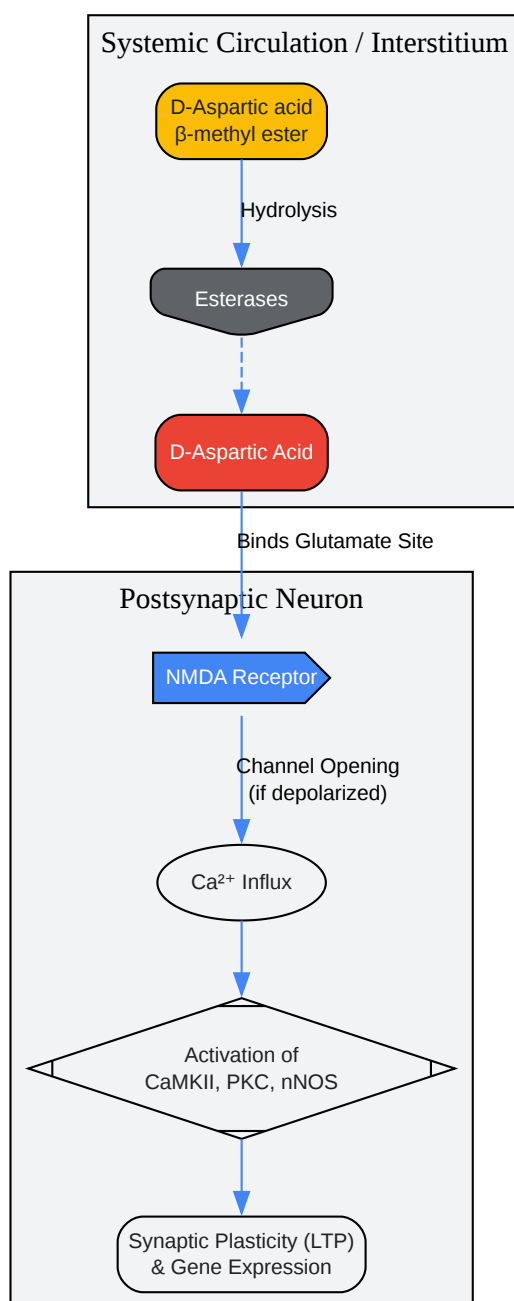 Systemic Circulation / Interstitium
D-Aspartic acid
β-methyl ester
Hydrolysis
Esterases
D-Aspartic Acid
Binds Glutamate Site
Postsynaptic Neuron
NMDA Receptor
Channel Opening
(if depolarized)
Ca²⁺ Influx
Activation of
CaMKII, PKC, nNOS
Synaptic Plasticity (LTP)
& Gene Expression